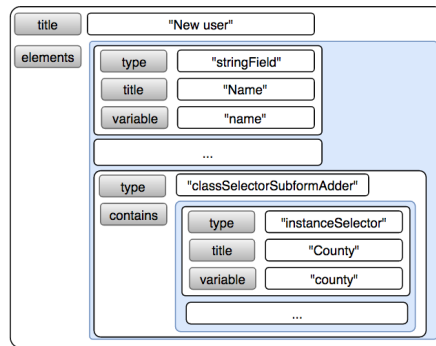 title "New user"
elements
type "stringField"
title "Name"
variable "name"
...
type "classSelectorSubformAdder"
contains
type "instanceSelector"
title "County"
variable "county"
...